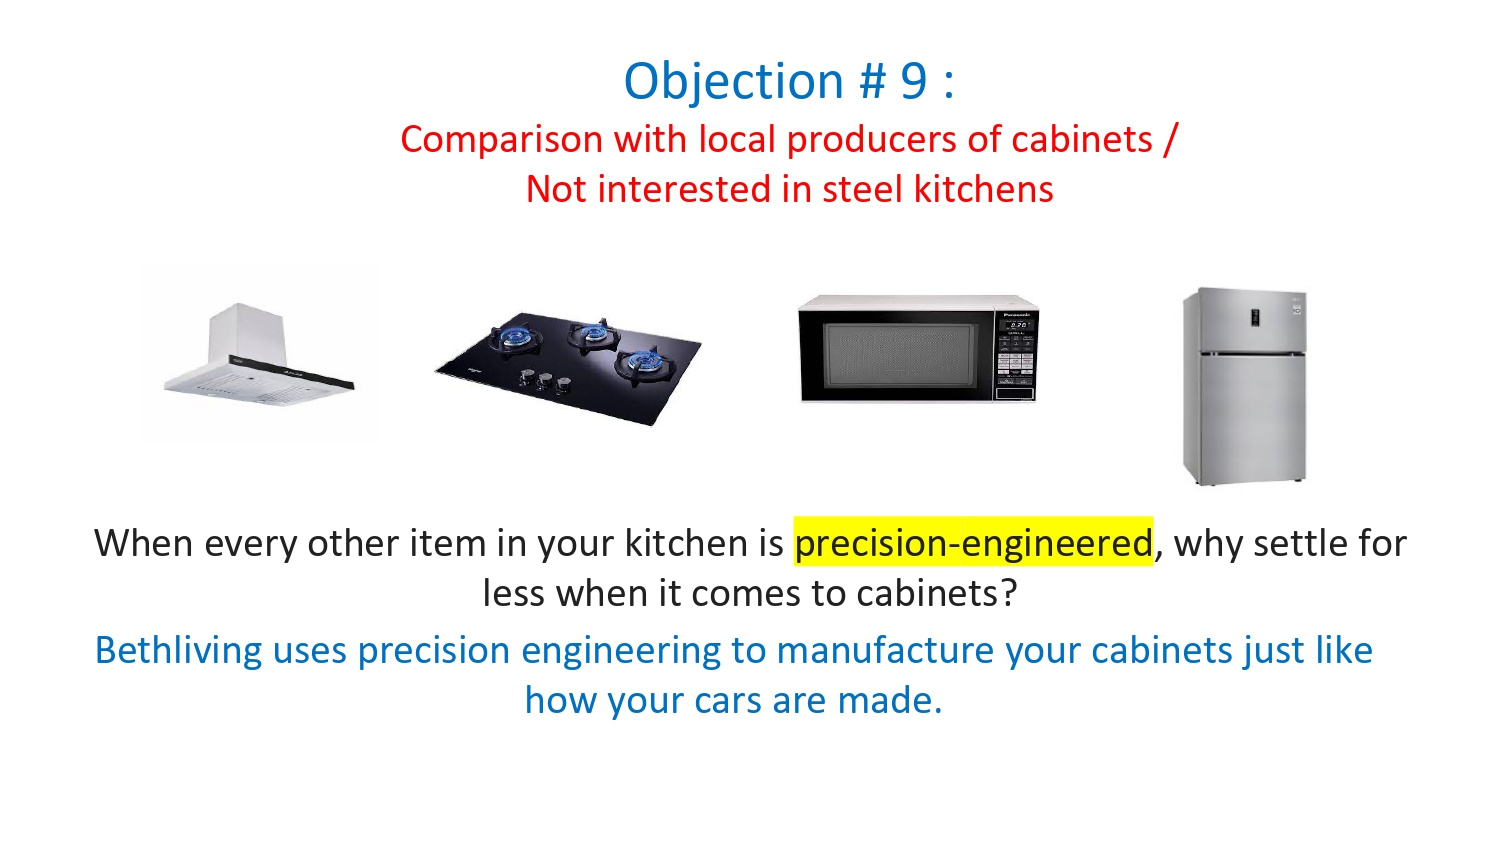 Objection # 9 :
Comparison with local producers of cabinets /
Not interested in steel kitchens
Panasonic
When every other item in your kitchen is precision-engineered, why settle for
less when it comes to cabinets?
Bethliving uses precision engineering to manufacture your cabinets just like
how your cars are made.